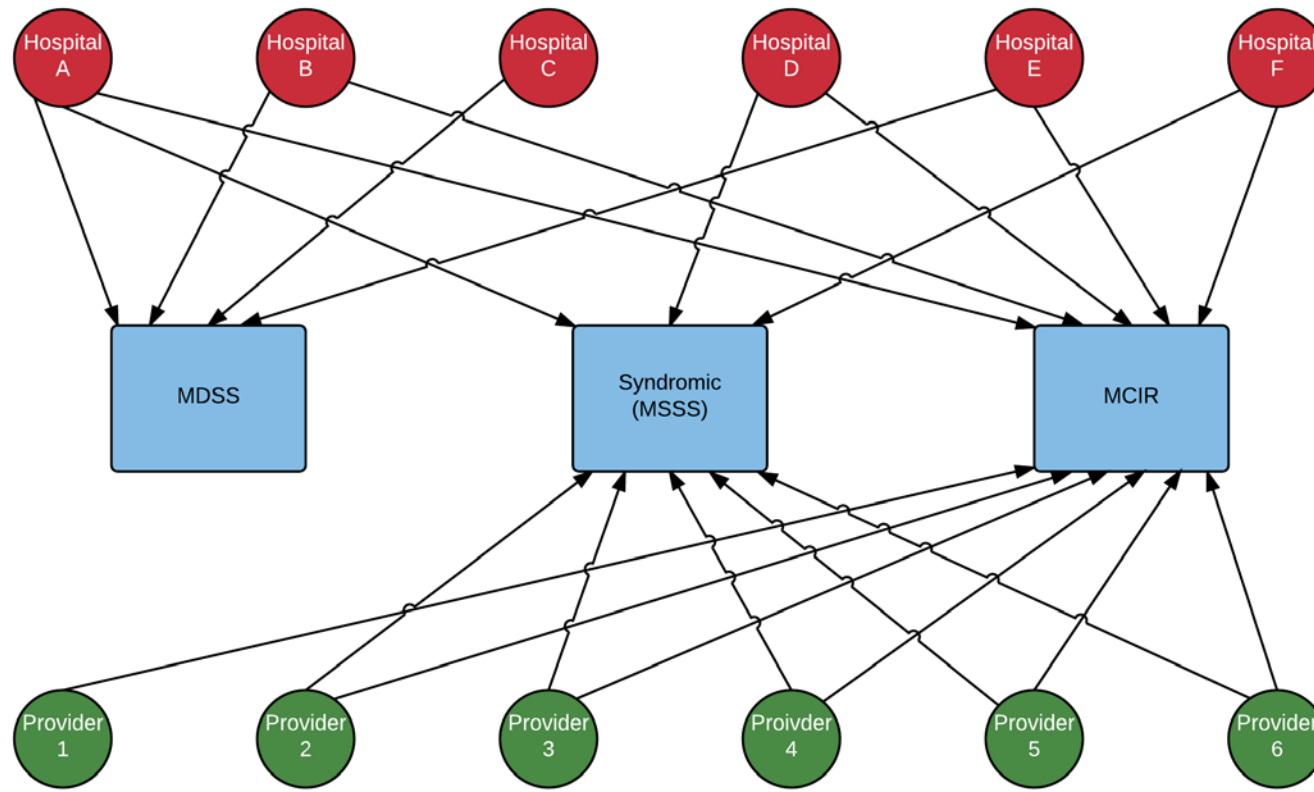 Hospital
A
Hospital
B
Hospital
C
Hospital
D
Hospital
E
Hospital
F
MDSS
Syndromic
(MSSS)
MCIR
Provider
1
Provider
2
Provider
3
Proivder
4
Provider
5
Provider
6